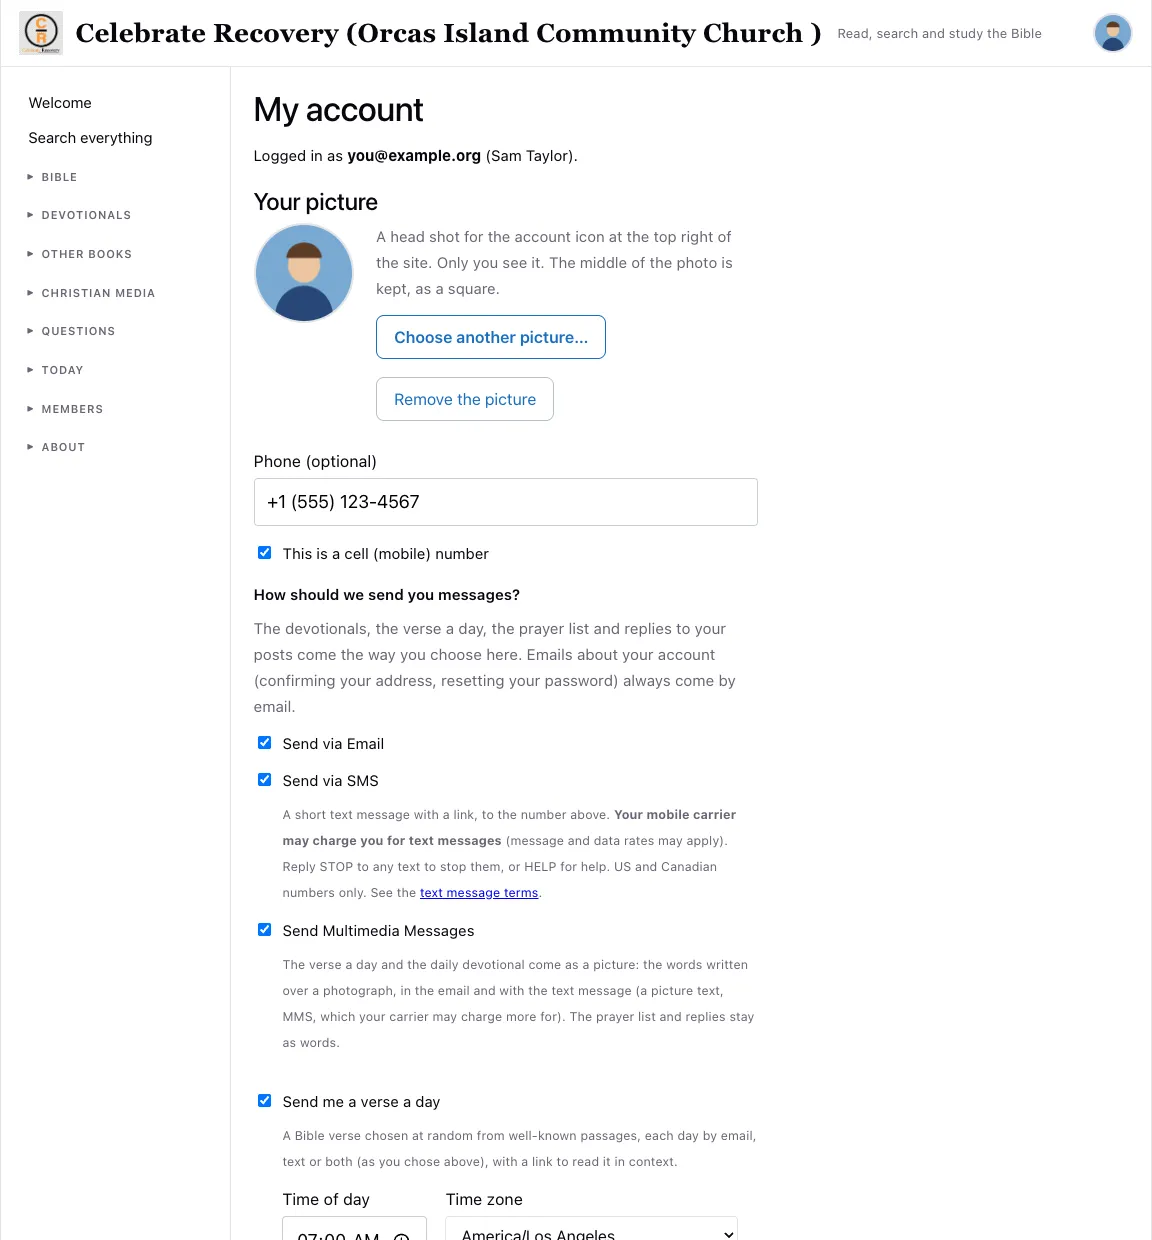 Celebrate Recovery (Orcas Island Community Church )
Read, search and study the Bible
Welcome
Search everything
BIBLE
DEVOTIONALS
OTHER BOOKS
CHRISTIAN MEDIA
QUESTIONS
TODAY
MEMBERS
ABOUT
My account
Logged in as you@example.org (Sam Taylor).
Your picture
A head shot for the account icon at the top right of
the site. Only you see it. The middle of the photo is
kept, as a square.
Choose another picture...
Remove the picture
Phone (optional)
+1 (555) 123-4567
This is a cell (mobile) number
How should we send you messages?
The devotionals, the verse a day, the prayer list and replies to your
posts come the way you choose here. Emails about your account
(confirming your address, resetting your password) always come by
email.
Send via Email
Send via SMS
A short text message with a link, to the number above. Your mobile carrier
may charge you for text messages (message and data rates may apply).
Reply STOP to any text to stop them, or HELP for help. US and Canadian
numbers only. See the text message terms.
Send Multimedia Messages
The verse a day and the daily devotional come as a picture: the words written
over a photograph, in the email and with the text message (a picture text,
MMS, which your carrier may charge more for). The prayer list and replies stay
as words.
Send me a verse a day
A Bible verse chosen at random from well-known passages, each day by email,
text or both (as you chose above), with a link to read it in context.
Time of day
Time zone
07:00 AM
America/Los Angeles